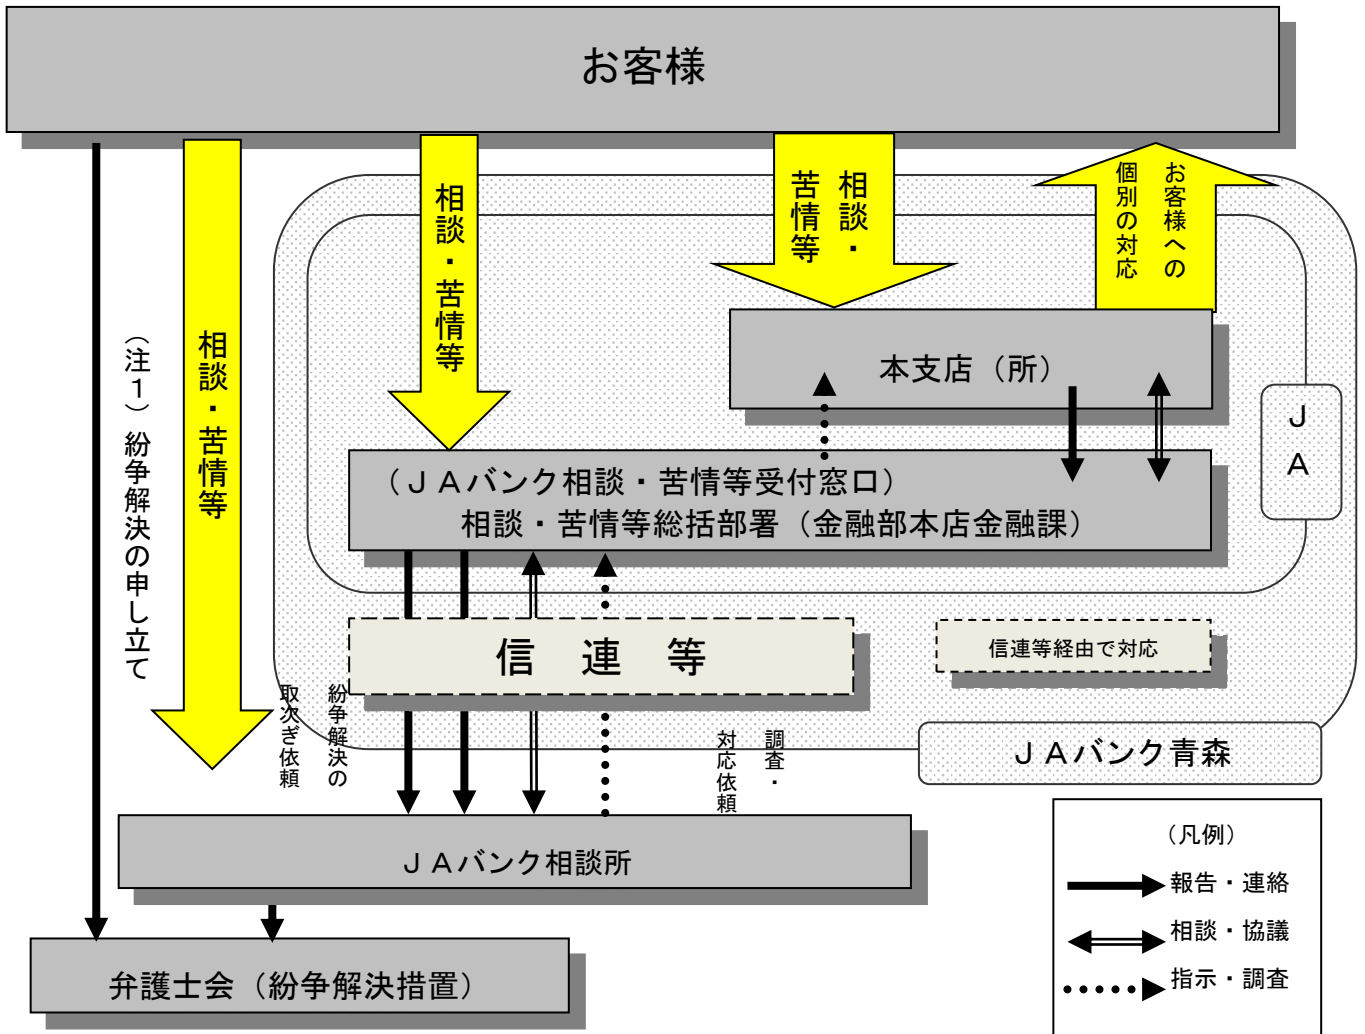 お客様
相談・
苦情等
お客様への
個別の対応
相談・苦情等
相談・苦情等
(注1)紛争解決の申し立て
本支店(所)
JA
(JAバンク相談・苦情等受付窓口)
相談・苦情等総括部署(金融部本店金融課)
信 連 等
信連等経由で対応
紛争解決の
取次ぎ依頼
調査・
対応依頼
JAバンク青森
JAバンク相談所
弁護士会(紛争解決措置)
(凡例)
報告・連絡
相談・協議
指示・調査